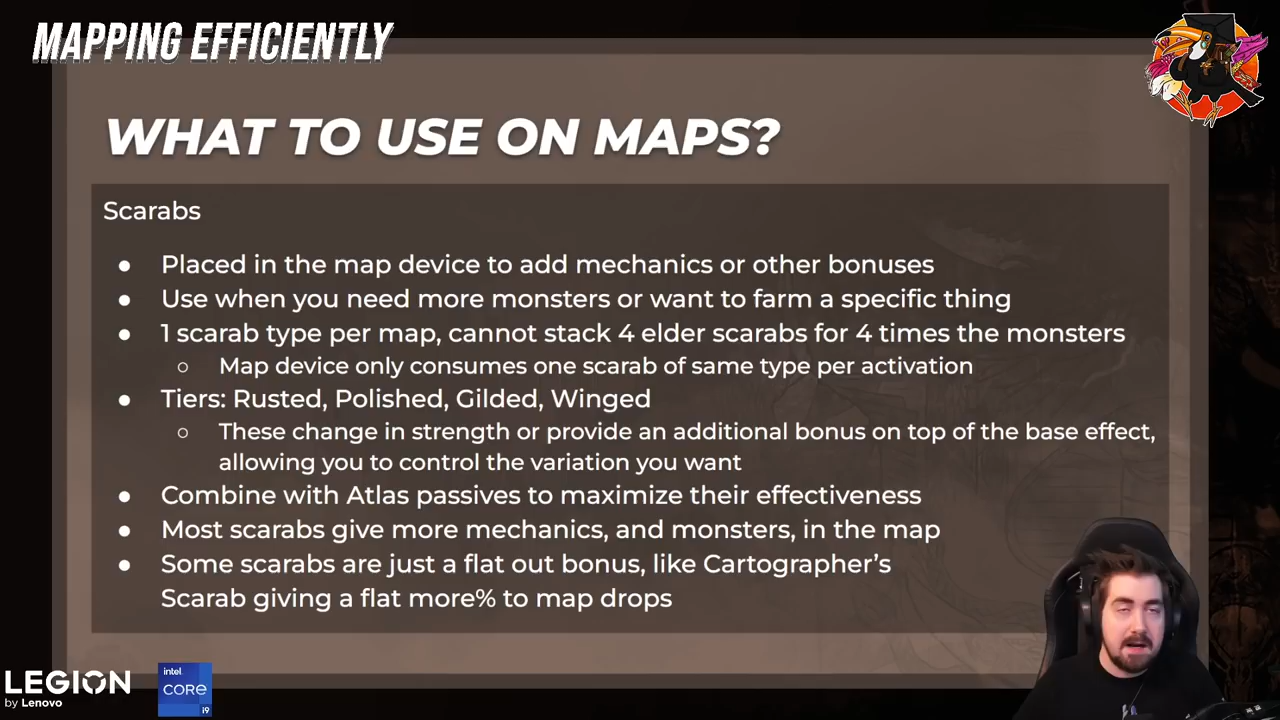 MAPPING EFFICIENTLY
WHAT TO USE ON MAPS?
Scarabs
● Placed in the map device to add mechanics or other bonuses
● Use when you need more monsters or want to farm a specific thing
● 1 scarab type per map, cannot stack 4 elder scarabs for 4 times the monsters
○ Map device only consumes one scarab of same type per activation
● Tiers: Rusted, Polished, Gilded, Winged
○ These change in strength or provide an additional bonus on top of the base effect,
allowing you to control the variation you want
● Combine with Atlas passives to maximize their effectiveness
● Most scarabs give more mechanics, and monsters, in the map
● Some scarabs are just a flat out bonus, like Cartographer's
Scarab giving a flat more% to map drops
LEGION
by Lenovo
intel.
CORE
i9